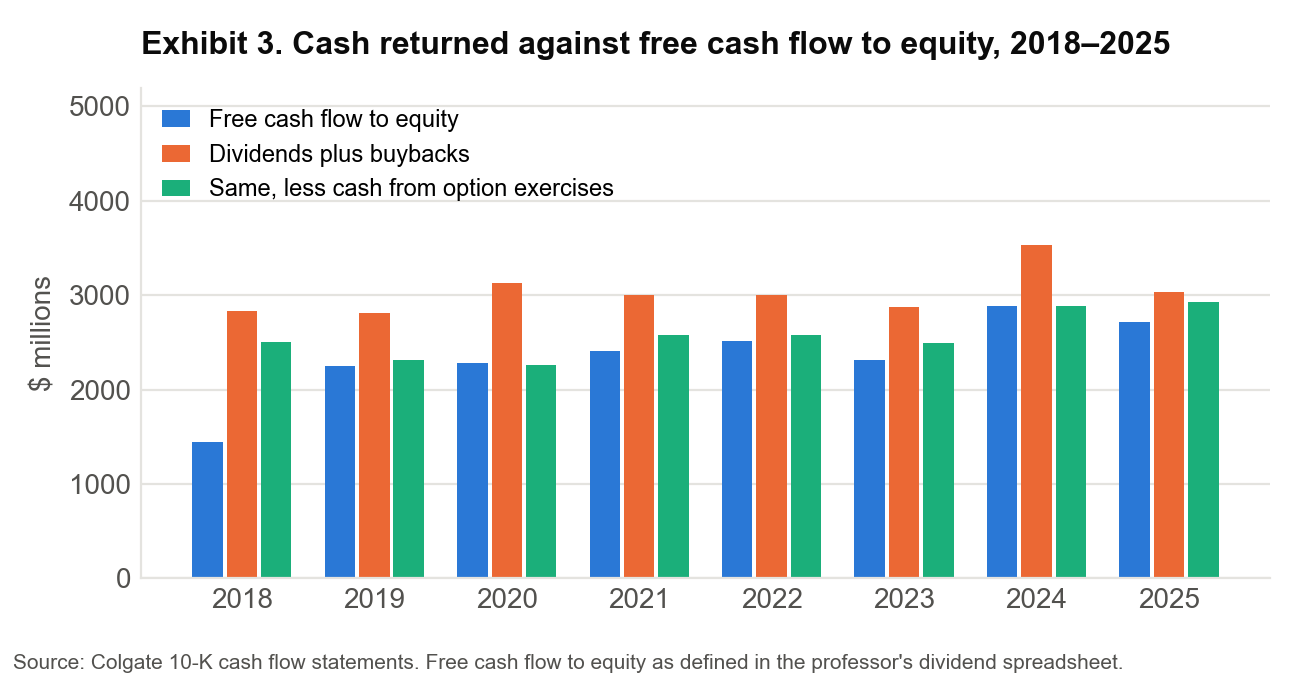 Exhibit 3. Cash returned against free cash flow to equity, 2018–2025
5000
Free cash flow to equity
Dividends plus buybacks
Same, less cash from option exercises
4000
3000
$ millions
2000
1000
0
2018 2019 2020 2021 2022 2023 2024 2025
Source: Colgate 10-K cash flow statements. Free cash flow to equity as defined in the professor's dividend spreadsheet.